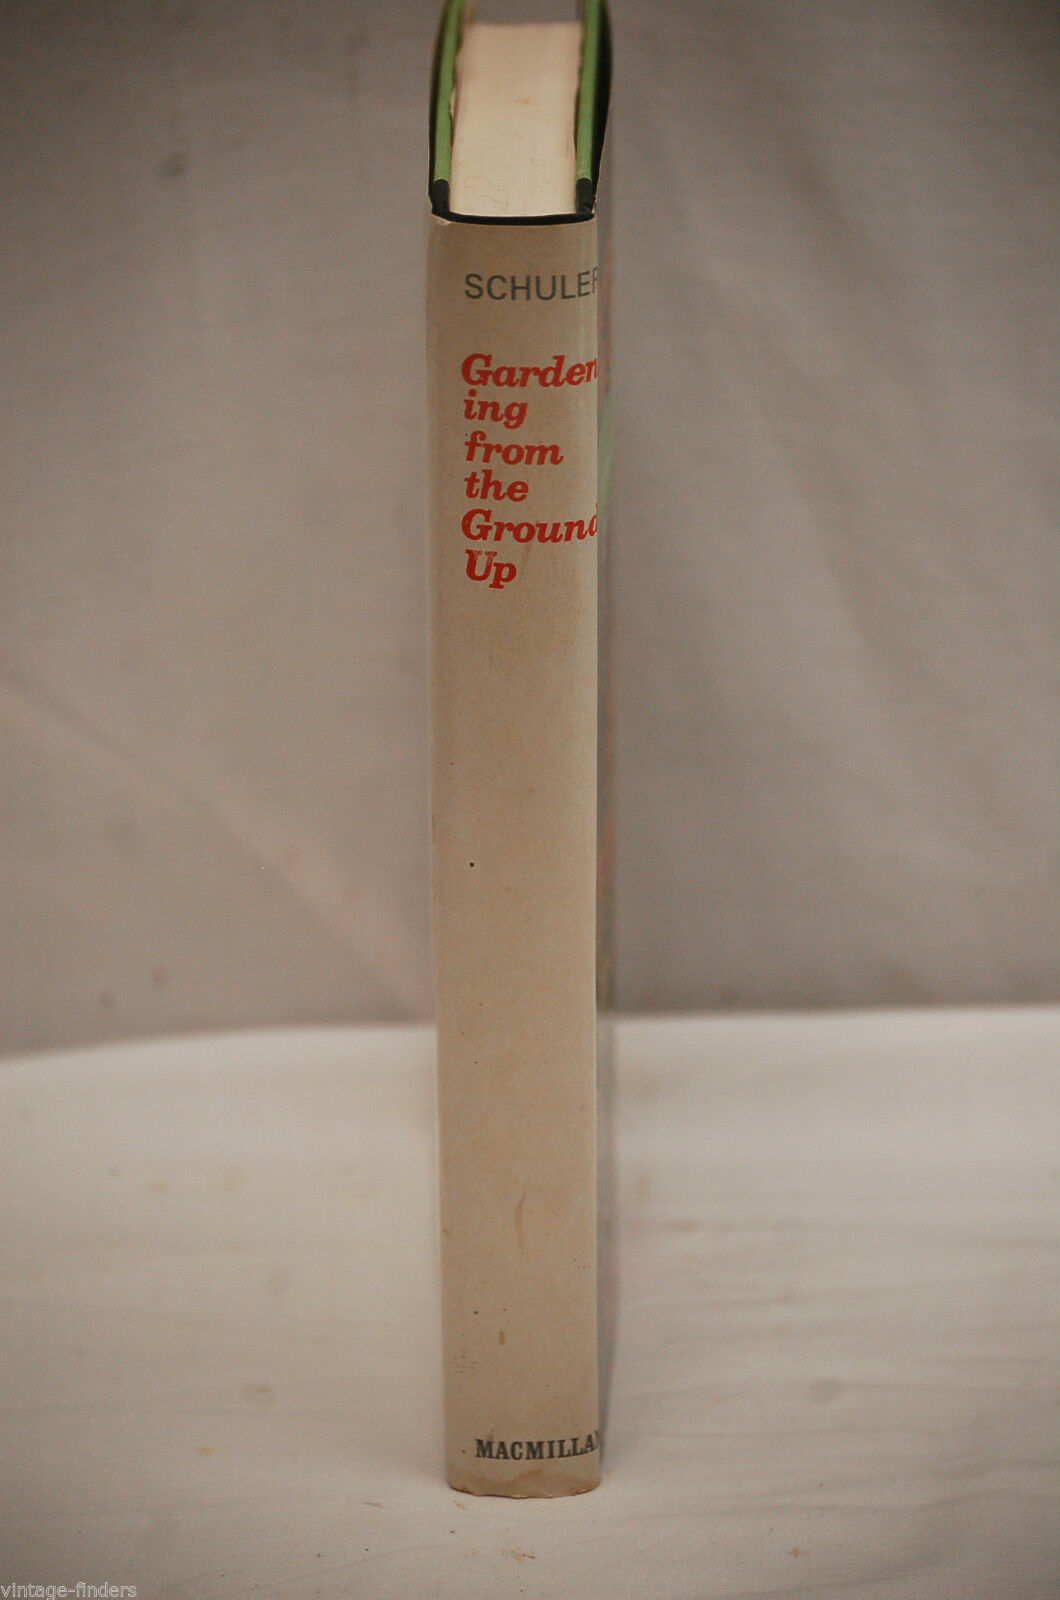 SCHULER
Garden
ing
from
the
Ground
Up
MACMILLAN
vintage-finders